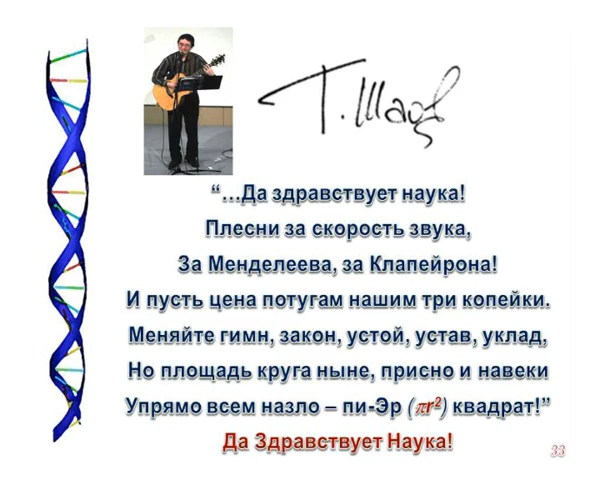 Т. Шаов
“…Да здравствует наука!
Плесни за скорость звука,
За Менделеева, за Клапейрона!
И пусть цена потугам нашим три копейки.
Меняйте гимн, закон, устой, устав, уклад,
Но площадь круга ныне, присно и навеки
Упрямо всем назло – пи-Эр (πr²) квадрат!”
Да Здравствует Наука!
33